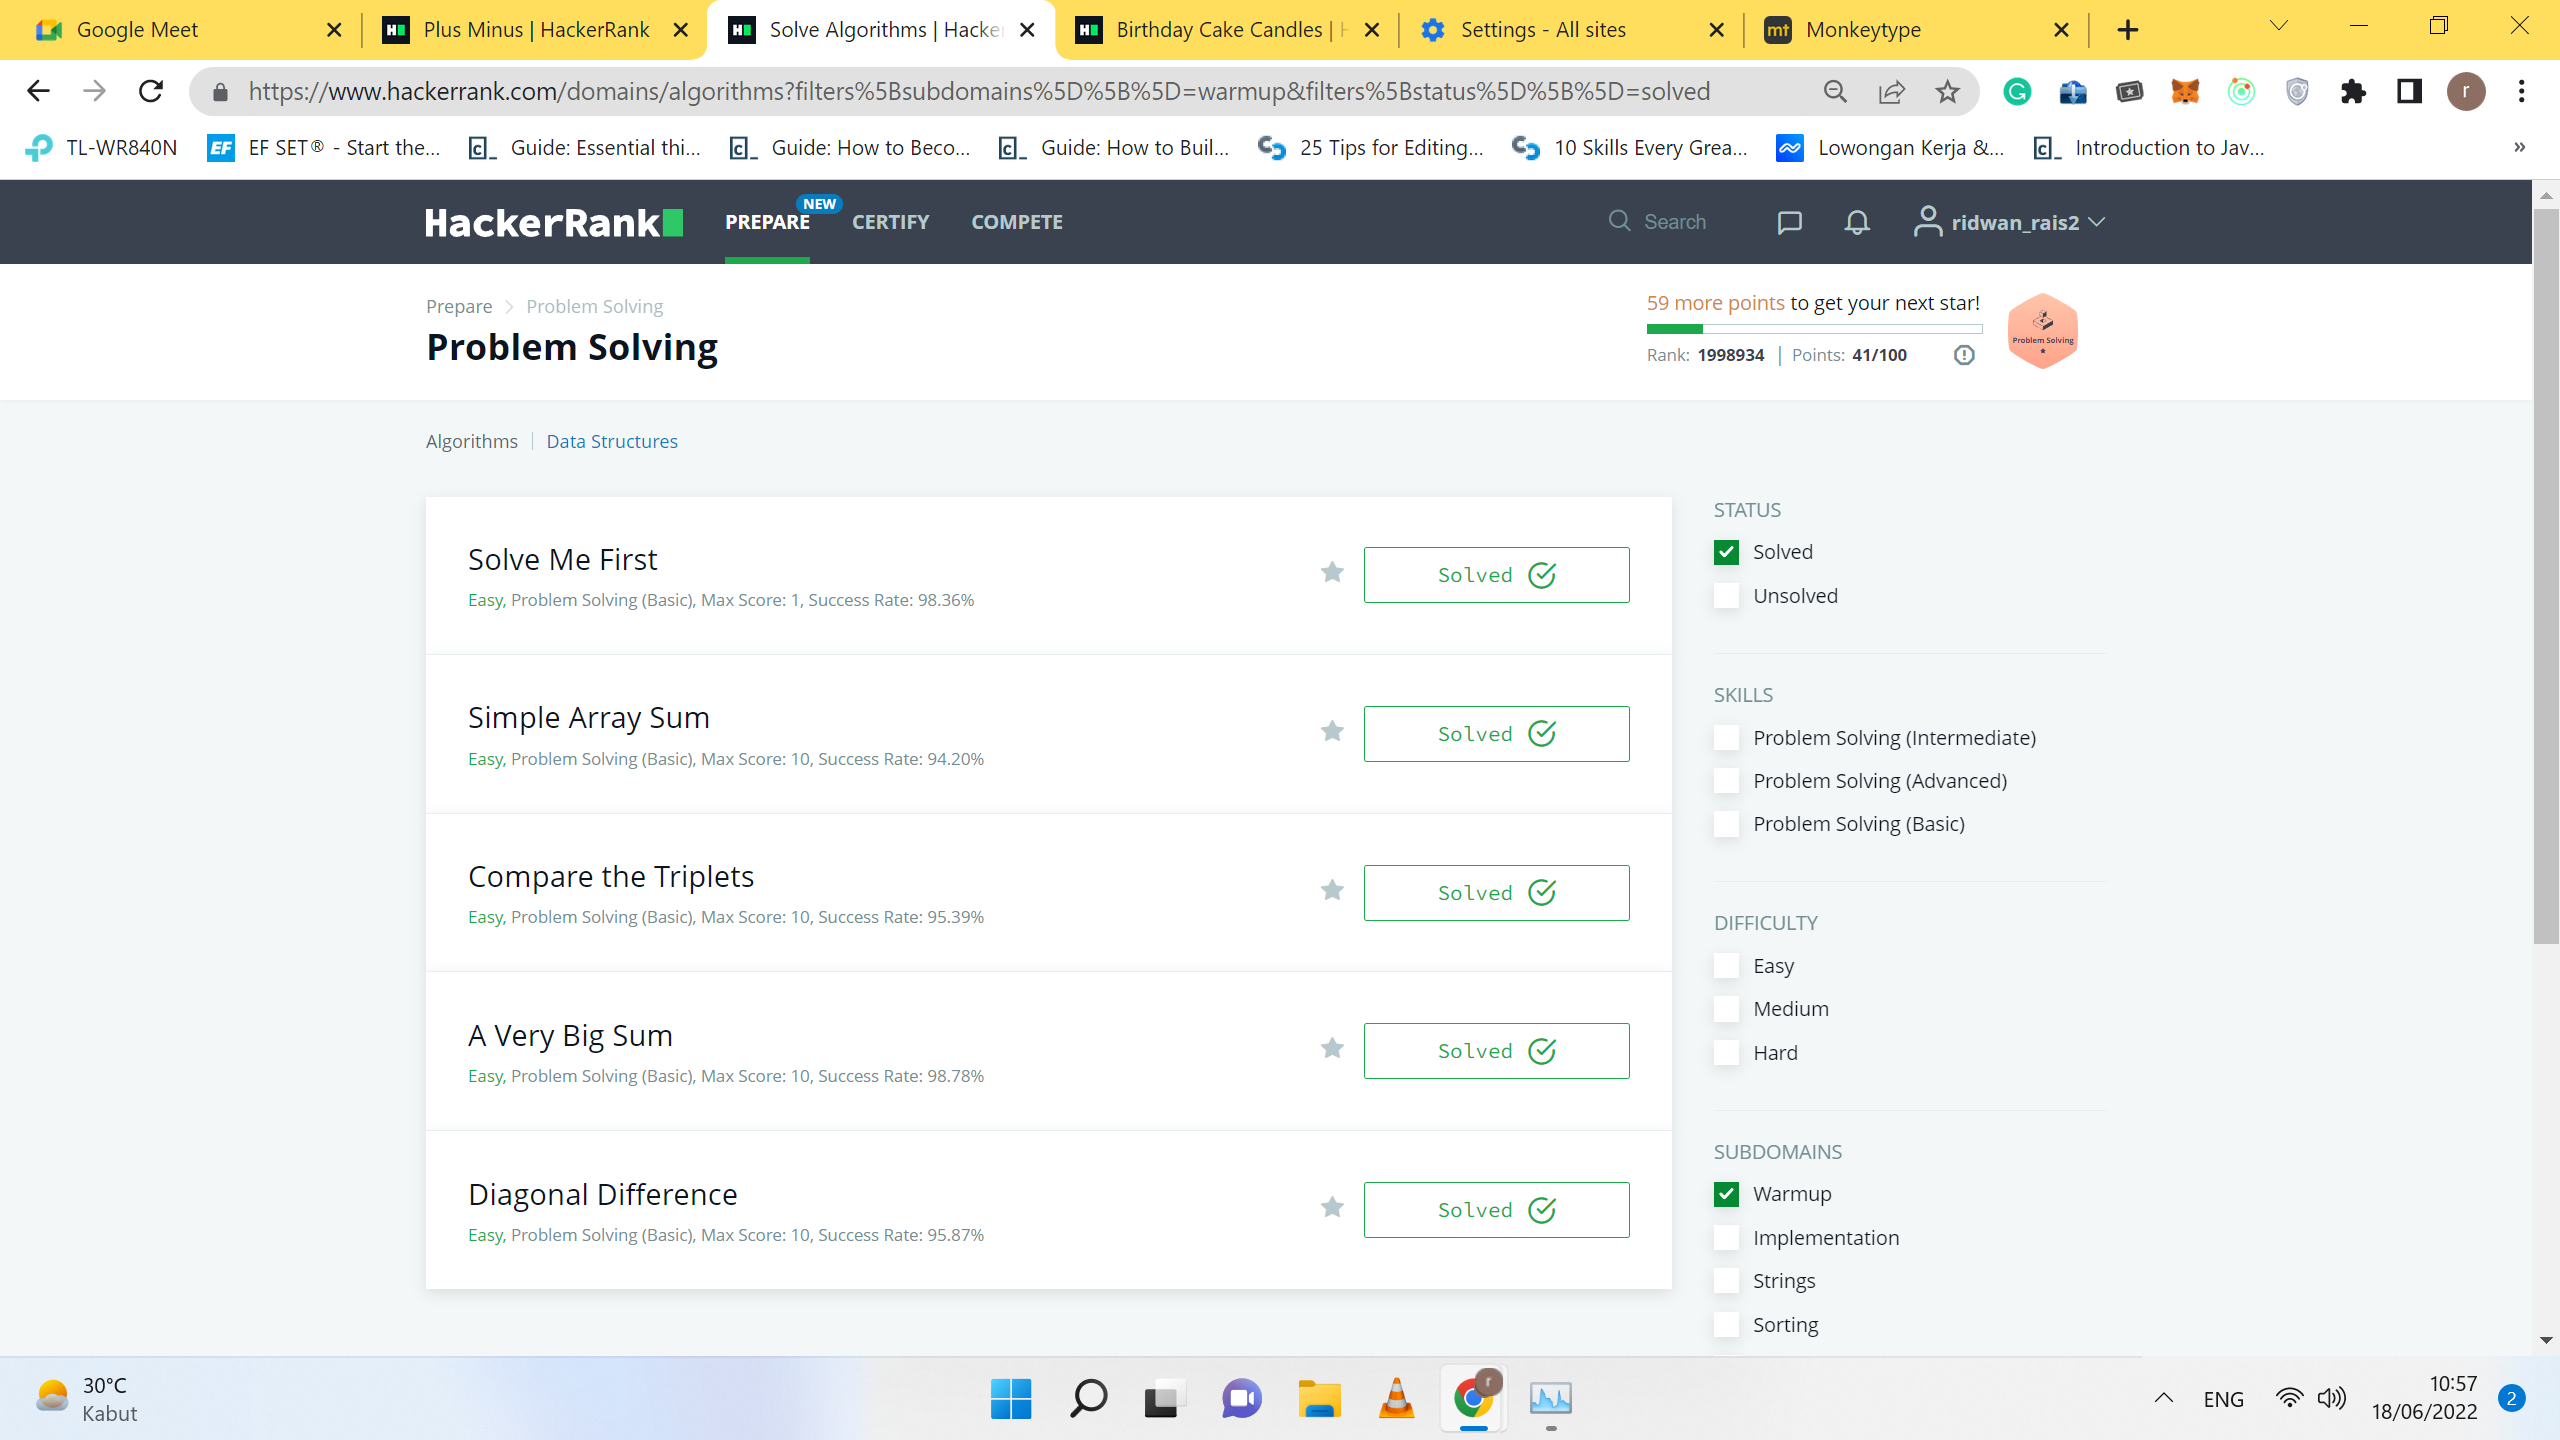 Google Meet
Plus Minus | HackerRank
Solve Algorithms | Hacke
Birthday Cake Candles |
Settings - All sites
Monkeytype
https://www.hackerrank.com/domains/algorithms?filters%5Bsubdomains%5D%5B%5D=warmup&filters%5Bstatus%5D%5B%5D=solved
r
TL-WR840N
EF SET® - Start the...
Guide: Essential thi...
Guide: How to Beco...
Guide: How to Buil...
25 Tips for Editing...
10 Skills Every Grea...
Lowongan Kerja &...
Introduction to Jav...
»
HackerRank
PREPARE
NEW
CERTIFY
COMPETE
Search
ridwan_rais2
Prepare
Problem Solving
Problem Solving
59 more points to get your next star!
Rank: 1998934 | Points: 41/100
Problem Solving
Algorithms
Data Structures
Solve Me First
Easy, Problem Solving (Basic), Max Score: 1, Success Rate: 98.36%
Solved
Simple Array Sum
Easy, Problem Solving (Basic), Max Score: 10, Success Rate: 94.20%
Solved
Compare the Triplets
Easy, Problem Solving (Basic), Max Score: 10, Success Rate: 95.39%
Solved
A Very Big Sum
Easy, Problem Solving (Basic), Max Score: 10, Success Rate: 98.78%
Solved
Diagonal Difference
Easy, Problem Solving (Basic), Max Score: 10, Success Rate: 95.87%
Solved
STATUS
Solved
Unsolved
SKILLS
Problem Solving (Intermediate)
Problem Solving (Advanced)
Problem Solving (Basic)
DIFFICULTY
Easy
Medium
Hard
SUBDOMAINS
Warmup
Implementation
Strings
Sorting
30°C
Kabut
r
ENG
10:57
18/06/2022
2